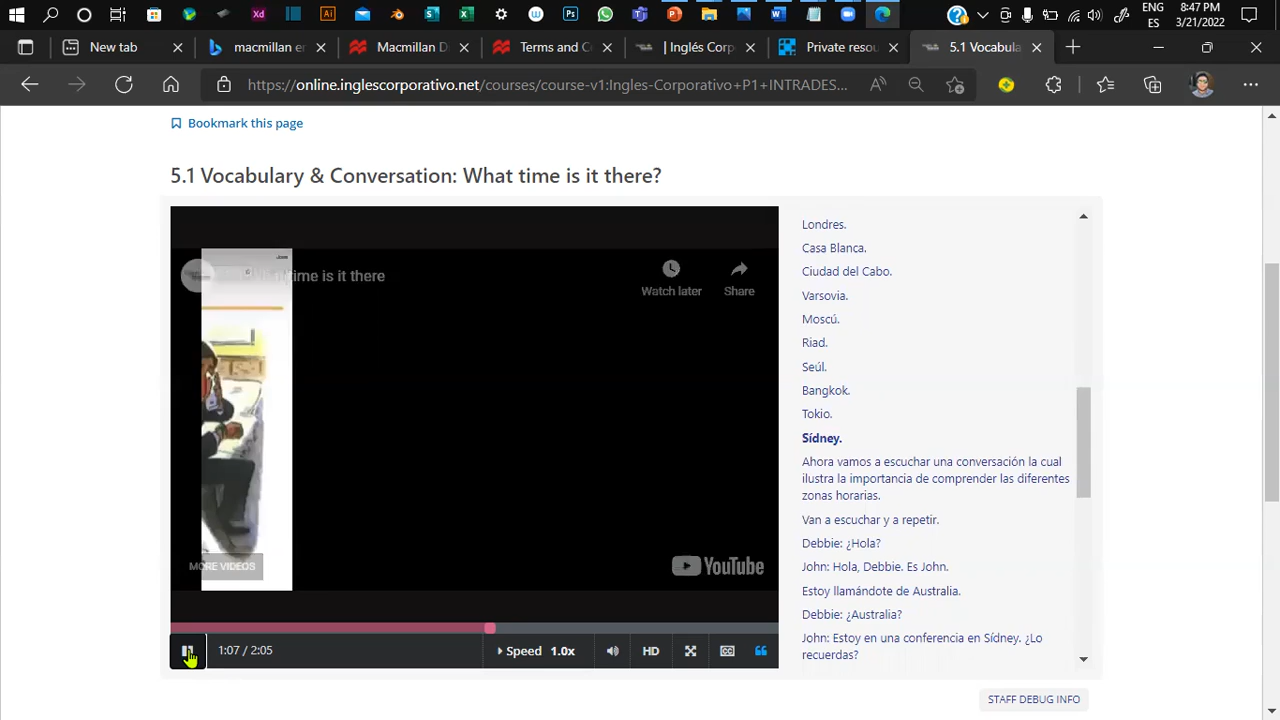 8:47 PM
ENG
ES
3/21/2022
New tab
macmillan e
Macmillan D
Terms and C
| Inglés Corp
Private resou
5.1 Vocabula
https://online.inglescorporativo.net/courses/course-v1:Ingles-Corporativo+P1+INTRADES...
Bookmark this page
5.1 Vocabulary & Conversation: What time is it there?
time is it there
Watch later
Share
MORE VIDEOS
YouTube
1:07 / 2:05
Speed 1.0x
HD
Londres.
Casa Blanca.
Ciudad del Cabo.
Varsovia.
Moscú.
Riad.
Seúl.
Bangkok.
Tokio.
Sídney.
Ahora vamos a escuchar una conversación la cual
ilustra la importancia de comprender las diferentes
zonas horarias.
Van a escuchar y a repetir.
Debbie: ¿Hola?
John: Hola, Debbie. Es John.
Estoy llamándote de Australia.
Debbie: ¿Australia?
John: Estoy en una conferencia en Sídney. ¿Lo
recuerdas?
STAFF DEBUG INFO